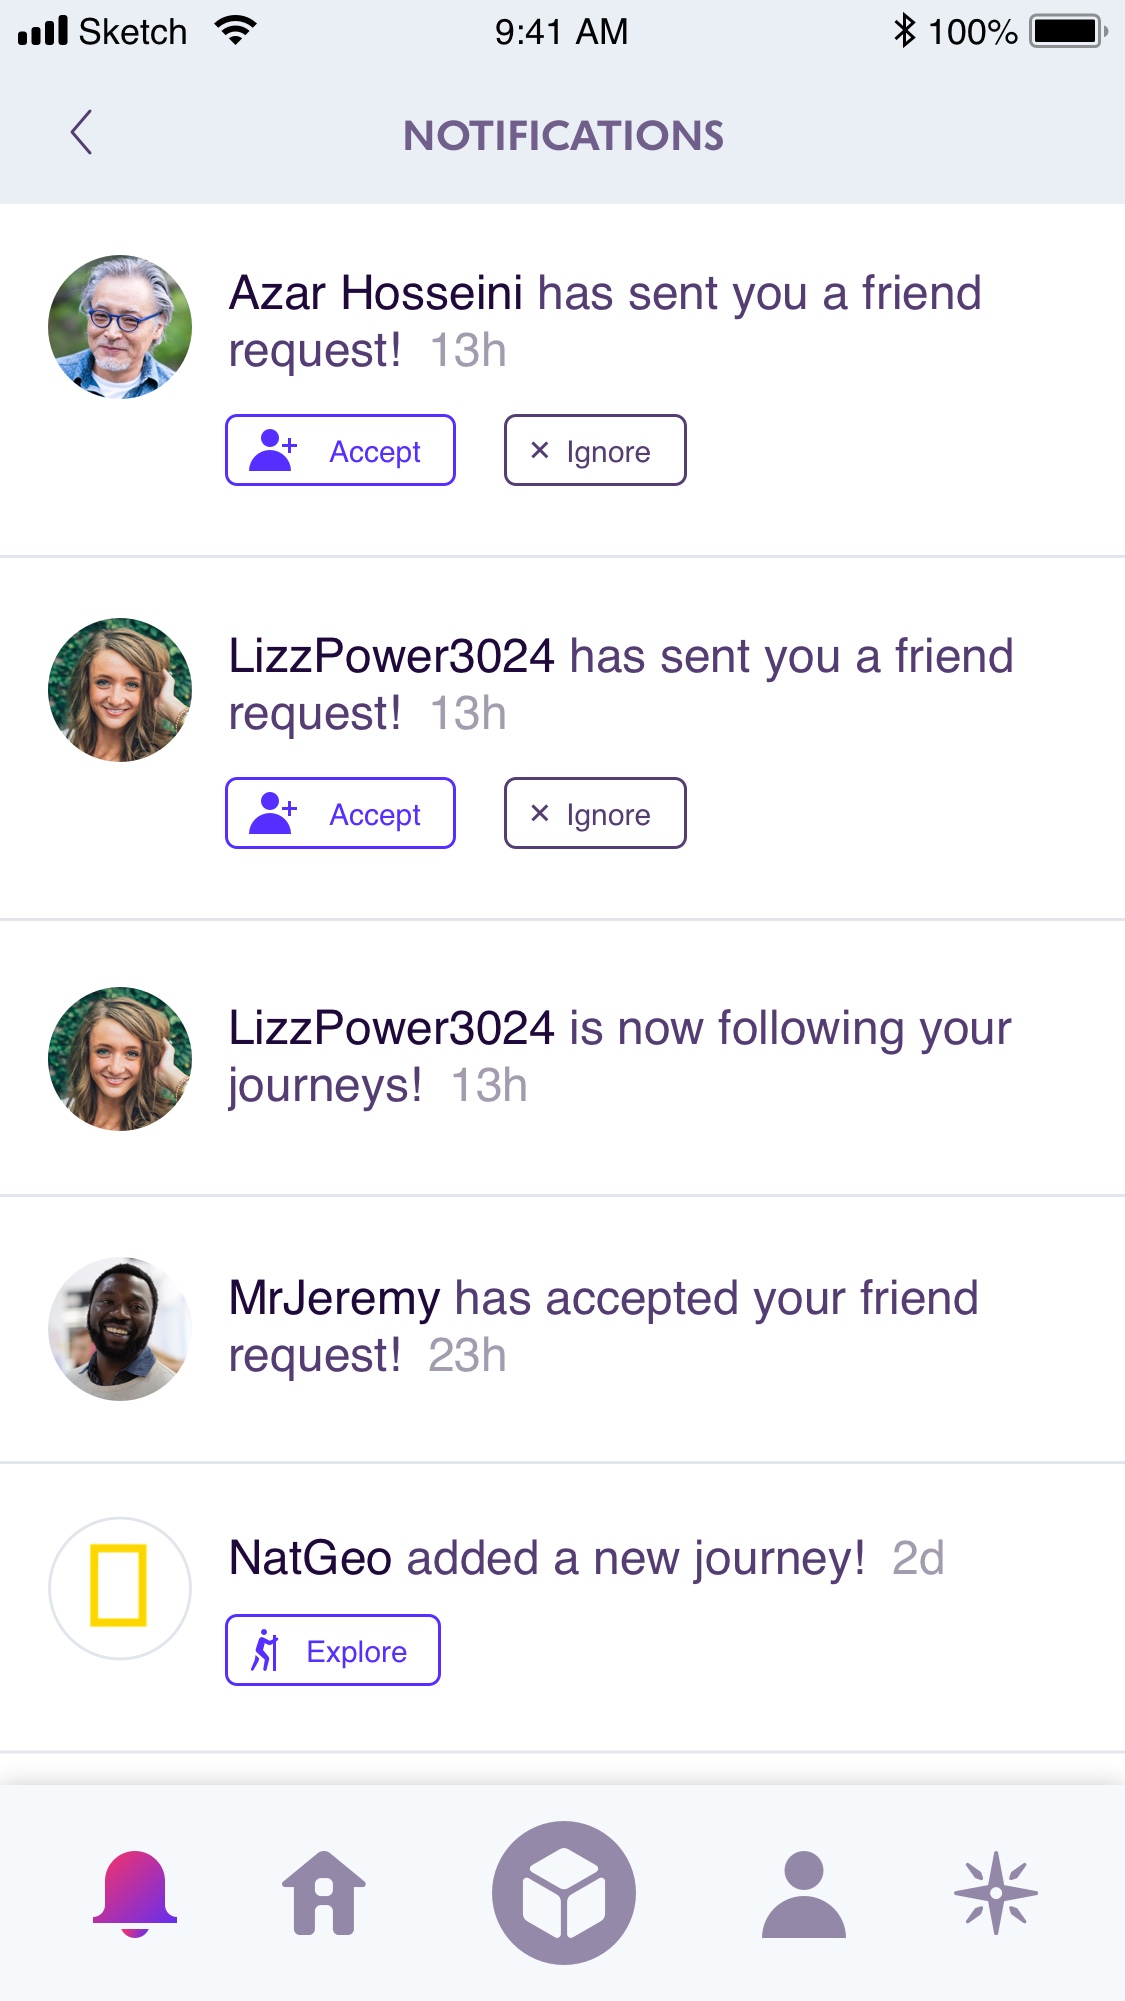 Sketch 9:41 AM 100%
NOTIFICATIONS
Azar Hosseini has sent you a friend
request! 13h
Accept × Ignore
LizzPower3024 has sent you a friend
request! 13h
Accept × Ignore
LizzPower3024 is now following your
journeys! 13h
MrJeremy has accepted your friend
request! 23h
NatGeo added a new journey! 2d
Explore